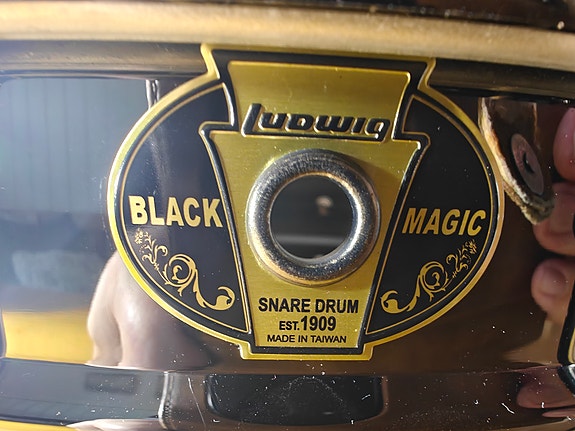 Ludwig
BLACK MAGIC
SNARE DRUM
EST. 1909
MADE IN TAIWAN